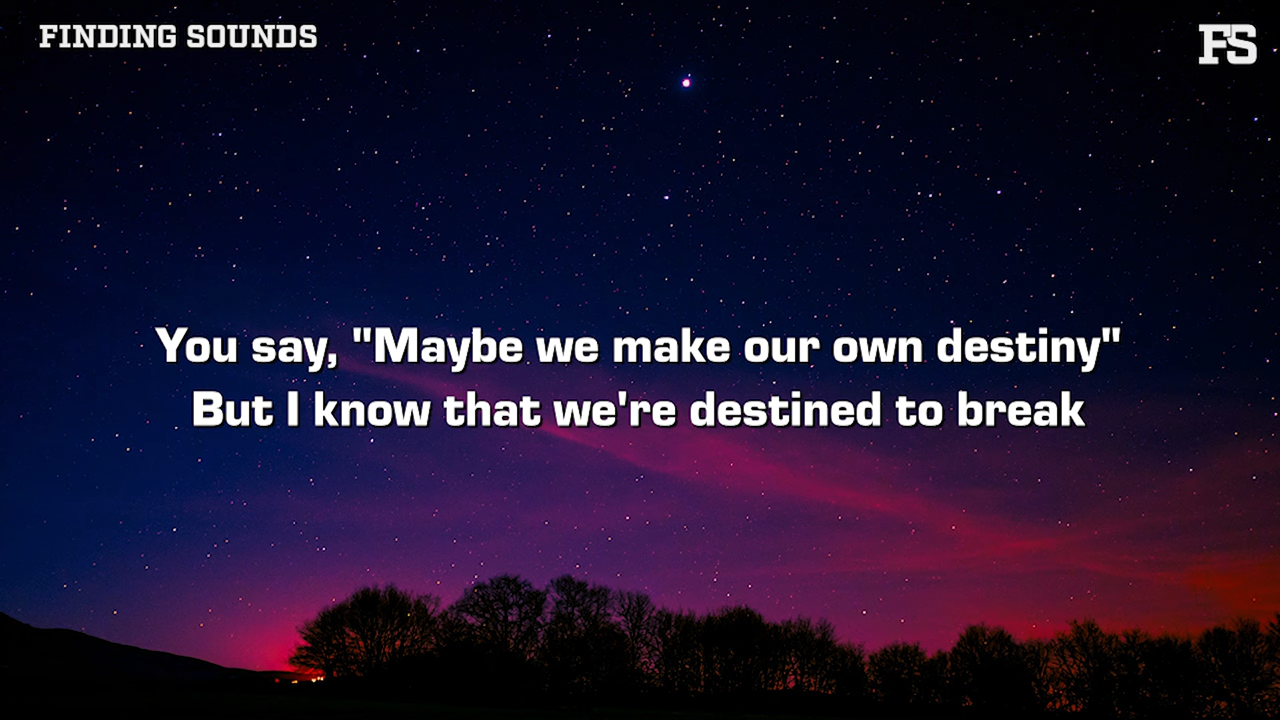 FINDING SOUNDS
FS
You say, "Maybe we make our own destiny"
But I know that we're destined to break